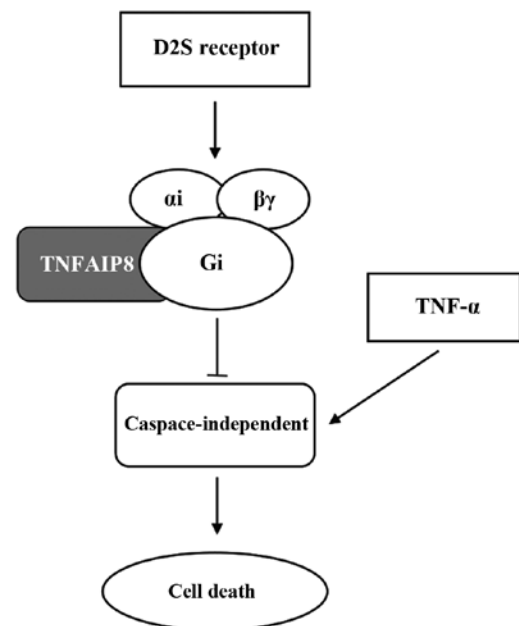 D2S receptor
αi
βγ
TNFAIP8
Gi
TNF-α
Caspace-independent
Cell death